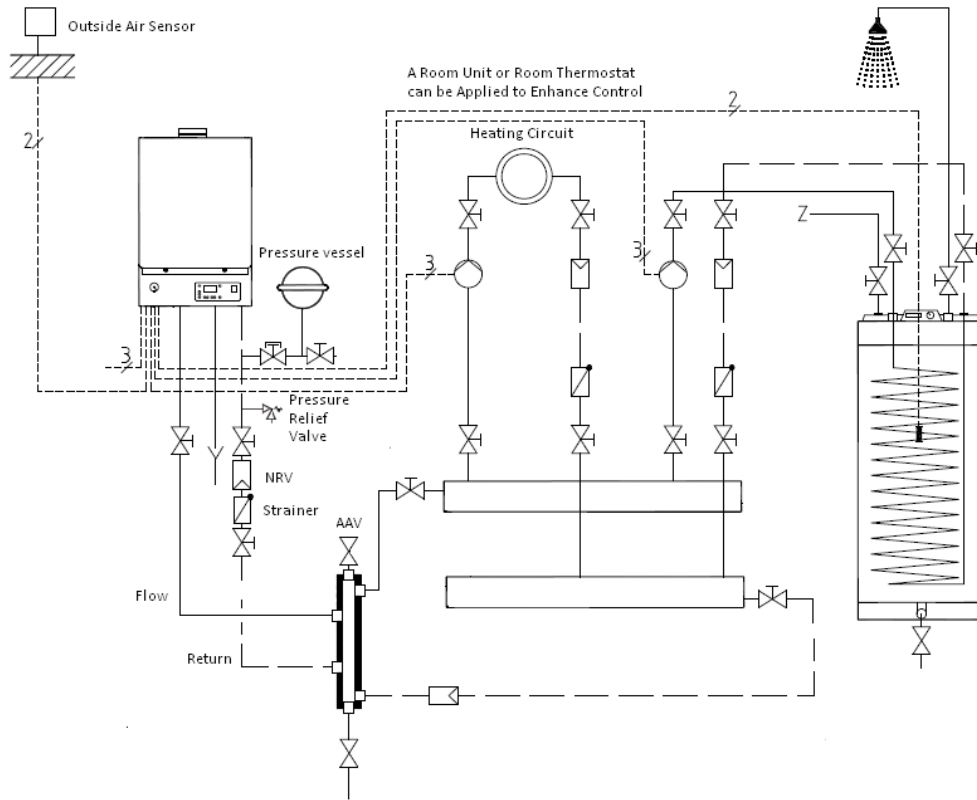 Outside Air Sensor
A Room Unit or Room Thermostat
can be Applied to Enhance Control
2
2
Heating Circuit
Z
Pressure vessel
3
3
3
Pressure
Relief
Valve
NRV
Strainer
AAV
Flow
Return